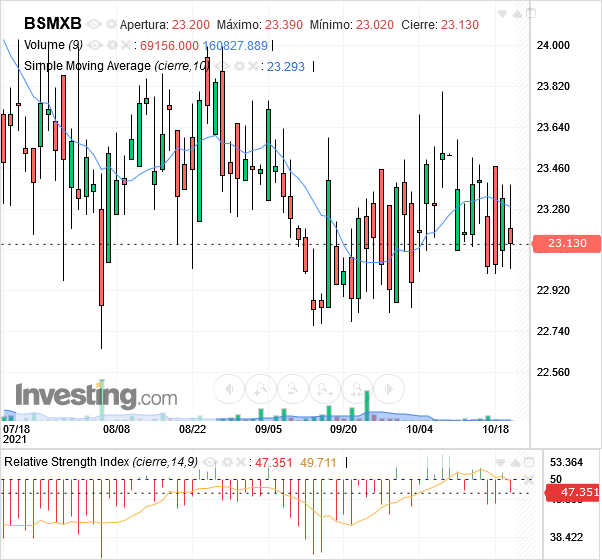 BSMXB Apertura: 23.200 Máximo: 23.390 Mínimo: 23.020 Cierre: 23.130
Volume (9) : 69156.000 160827.889
Simple Moving Average (cierre,10) : 23.293
24.000
23.820
23.640
23.460
23.280
23.130
22.920
22.740
22.560
Investing.com
07/18 08/08 08/22 09/05 09/20 10/04 10/18
2021
Relative Strength Index (cierre,14,9) : 47.351 49.711
53.364
50
47.351
38.422